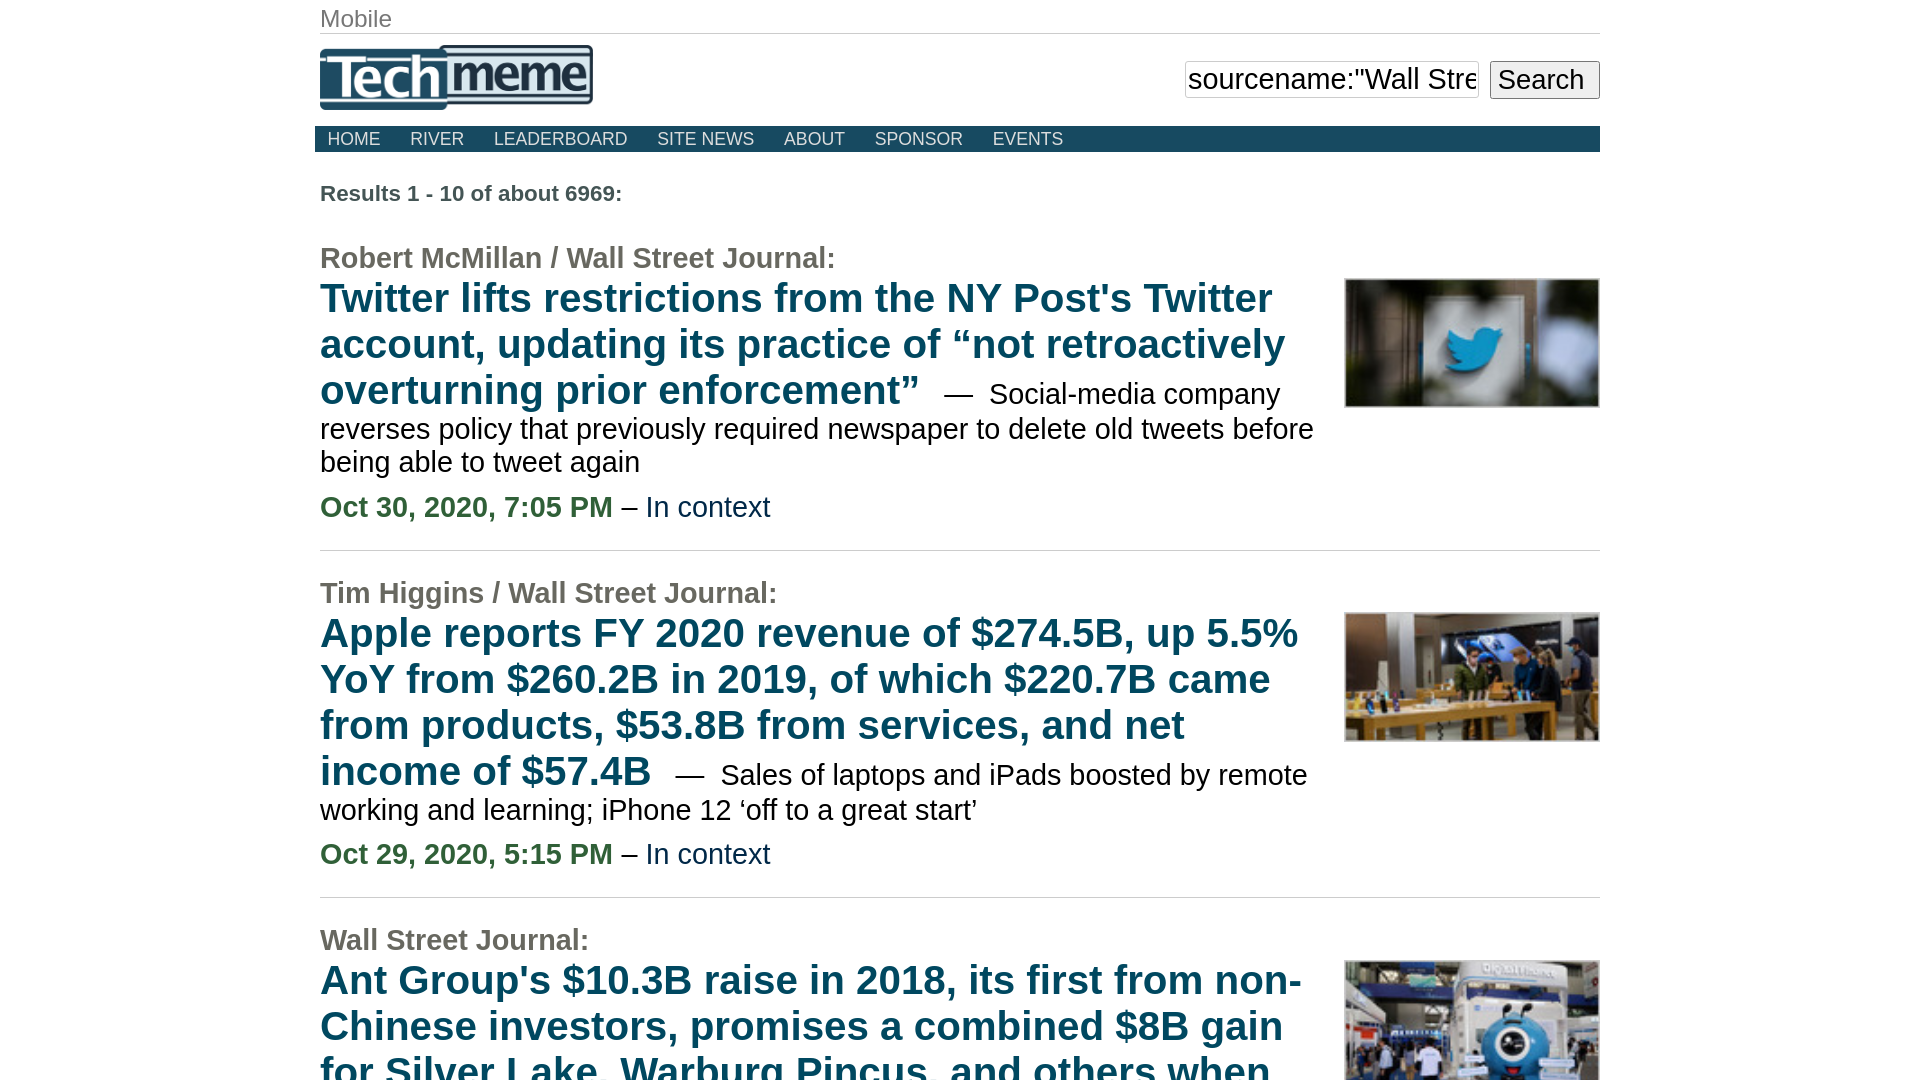 Mobile
Techmeme
sourcename:"Wall Stre
Search
HOME RIVER LEADERBOARD SITE NEWS ABOUT SPONSOR EVENTS
Results 1 - 10 of about 6969:
Robert McMillan / Wall Street Journal:
Twitter lifts restrictions from the NY Post's Twitter
account, updating its practice of “not retroactively
overturning prior enforcement” — Social-media company
reverses policy that previously required newspaper to delete old tweets before
being able to tweet again
Oct 30, 2020, 7:05 PM – In context
Tim Higgins / Wall Street Journal:
Apple reports FY 2020 revenue of $274.5B, up 5.5%
YoY from $260.2B in 2019, of which $220.7B came
from products, $53.8B from services, and net
income of $57.4B — Sales of laptops and iPads boosted by remote
working and learning; iPhone 12 ‘off to a great start’
Oct 29, 2020, 5:15 PM – In context
Wall Street Journal:
Ant Group's $10.3B raise in 2018, its first from non-
Chinese investors, promises a combined $8B gain
for Silver Lake, Warburg Pincus, and others when